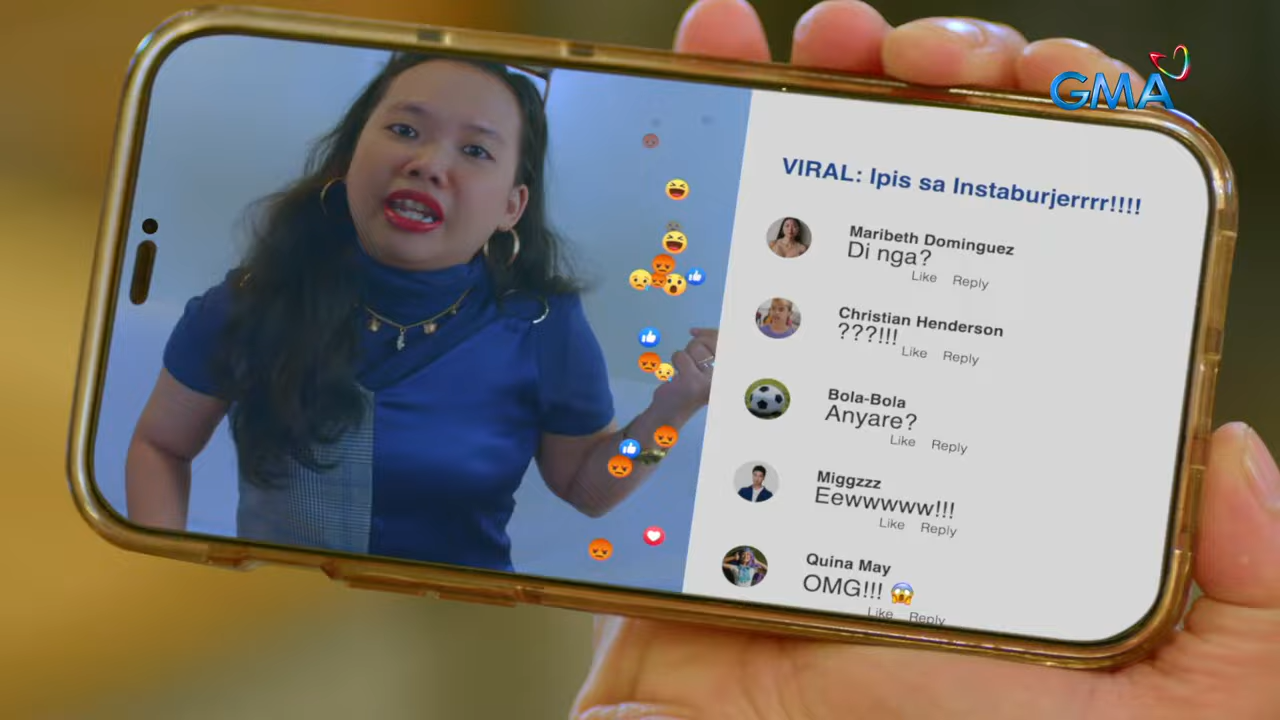 GMA
VIRAL: Ipis sa Instaburjerrrr!!!!
Maribeth Dominguez
Di nga?
Like Reply
Christian Henderson
???!!!
Like Reply
Bola-Bola
Anyare?
Like Reply
Miggzzz
Eewwwww!!!
Like Reply
Quina May
OMG!!! 😱
Like Reply